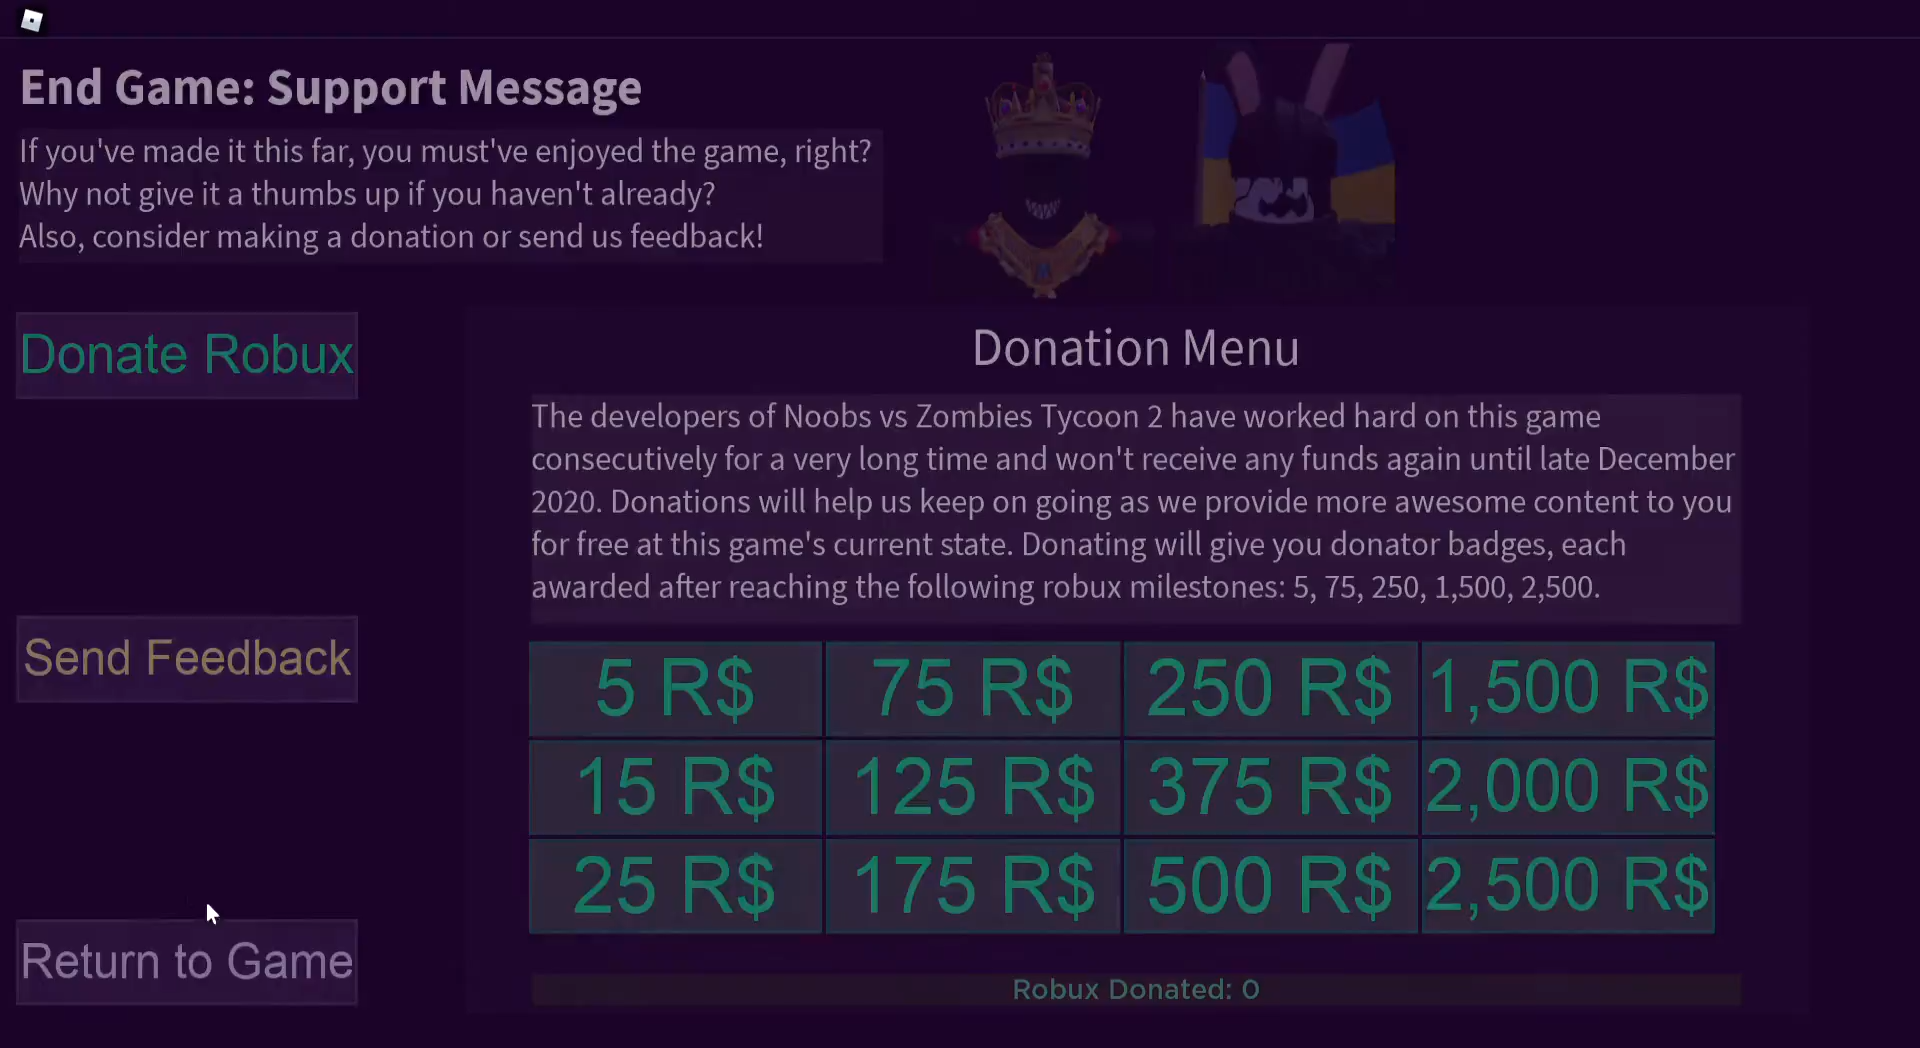 End Game: Support Message
If you've made it this far, you must've enjoyed the game, right?
Why not give it a thumbs up if you haven't already?
Also, consider making a donation or send us feedback!
Donate Robux
Send Feedback
Return to Game
Donation Menu
The developers of Noobs vs Zombies Tycoon 2 have worked hard on this game
consecutively for a very long time and won't receive any funds again until late December
2020. Donations will help us keep on going as we provide more awesome content to you
for free at this game's current state. Donating will give you donator badges, each
awarded after reaching the following robux milestones: 5, 75, 250, 1,500, 2,500.
5 R$ 75 R$ 250 R$ 1,500 R$
15 R$ 125 R$ 375 R$ 2,000 R$
25 R$ 175 R$ 500 R$ 2,500 R$
Robux Donated: 0